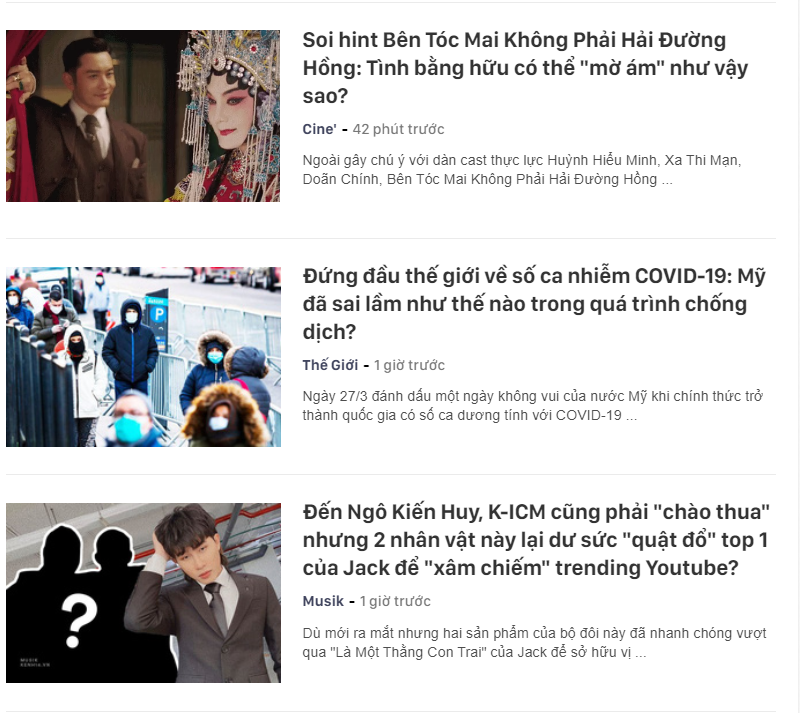 Soi hint Bên Tóc Mai Không Phải Hải Đường
Hồng: Tình bằng hữu có thể "mờ ám" như vậy
sao?
Cine' - 42 phút trước
Ngoài gây chú ý với dàn cast thực lực Huỳnh Hiểu Minh, Xa Thi Mạn,
Doãn Chính, Bên Tóc Mai Không Phải Hải Đường Hồng ...
P
Đứng đầu thế giới về số ca nhiễm COVID-19: Mỹ
đã sai lầm như thế nào trong quá trình chống
dịch?
Thế Giới - 1 giờ trước
Ngày 27/3 đánh dấu một ngày không vui của nước Mỹ khi chính thức trở
thành quốc gia có số ca dương tính với COVID-19 ...
?
MUSIK
KENH14.VN
Đến Ngô Kiến Huy, K-ICM cũng phải "chào thua"
nhưng 2 nhân vật này lại dư sức "quật đổ" top 1
của Jack để "xâm chiếm" trending Youtube?
Musik - 1 giờ trước
Dù mới ra mắt nhưng hai sản phẩm của bộ đôi này đã nhanh chóng vượt
qua "Là Một Thằng Con Trai" của Jack để sở hữu vị ...